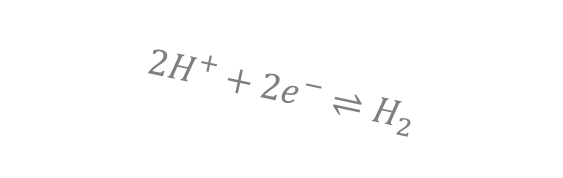 2H⁺ + 2e⁻ ⇌ H₂